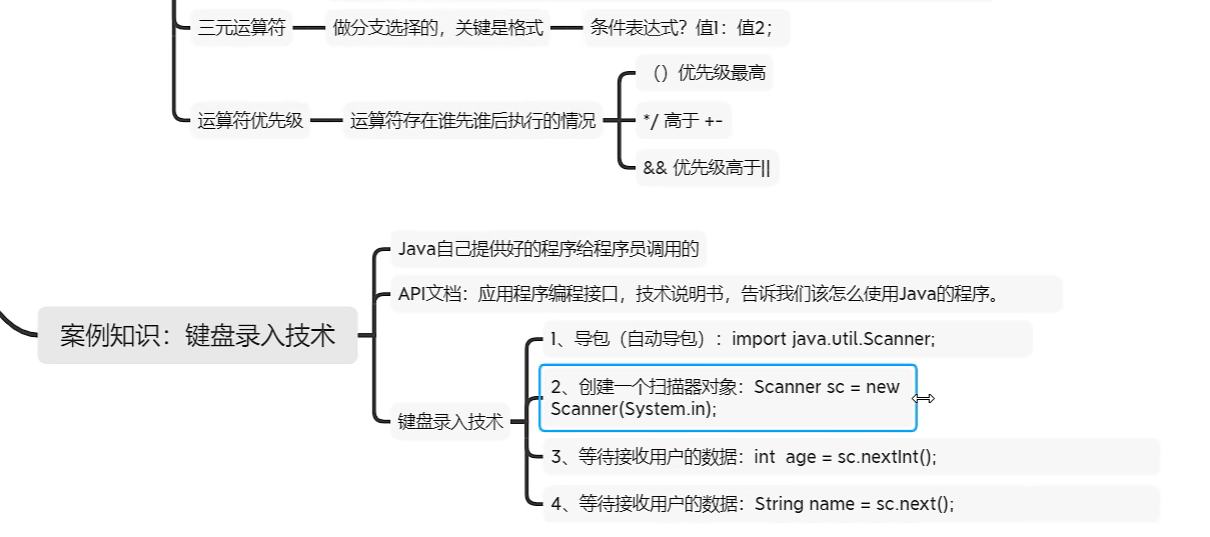 三元运算符
做分支选择的，关键是格式
条件表达式？值1：值2；
运算符优先级
运算符存在谁先谁后执行的情况
（）优先级最高
*/ 高于 +-
&& 优先级高于||
案例知识：键盘录入技术
Java自己提供好的程序给程序员调用的
API文档：应用程序编程接口，技术说明书，告诉我们该怎么使用Java的程序。
键盘录入技术
1、导包（自动导包）：import java.util.Scanner;
2、创建一个扫描器对象：Scanner sc = new
Scanner(System.in);
3、等待接收用户的数据：int  age = sc.nextInt();
4、等待接收用户的数据：String name = sc.next();